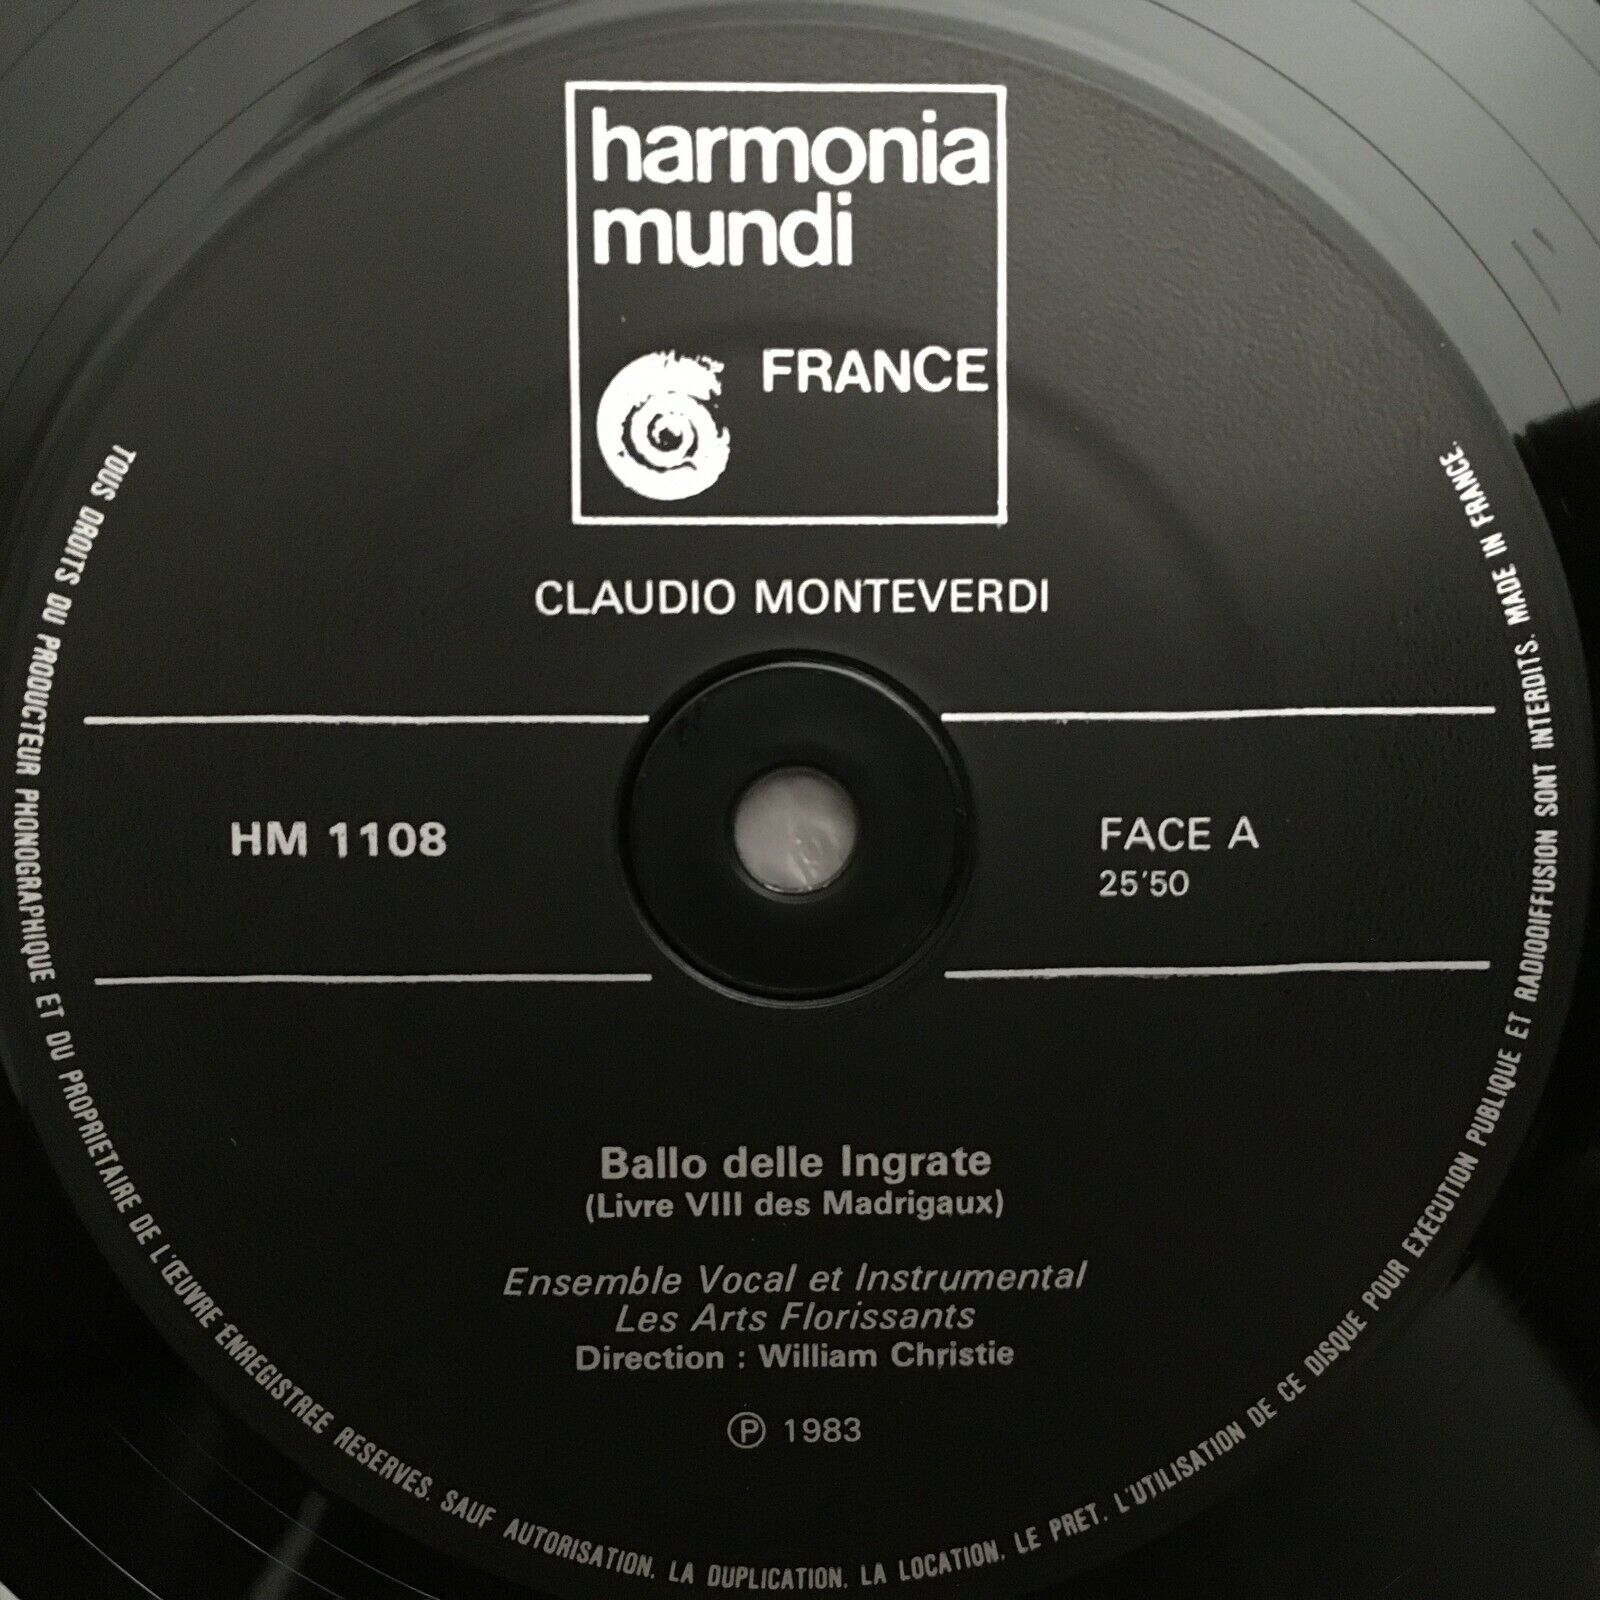 harmonia
mundi
FRANCE
CLAUDIO MONTEVERDI
HM 1108
FACE A
25'50
Ballo delle Ingrate
(Livre VIII des Madrigaux)
Ensemble Vocal et Instrumental
Les Arts Florissants
Direction : William Christie
Ⓟ 1983
TOUS DROITS DU PRODUCTEUR PHONOGRAPHIQUE ET DU PROPRIETAIRE DE L'ŒUVRE ENREGISTREE RESERVES. SAUF AUTORISATION, LA DUPLICATION, LA LOCATION, LE PRET, L'UTILISATION DE CE DISQUE POUR EXECUTION PUBLIQUE ET RADIODIFFUSION SONT INTERDITS. MADE IN FRANCE.